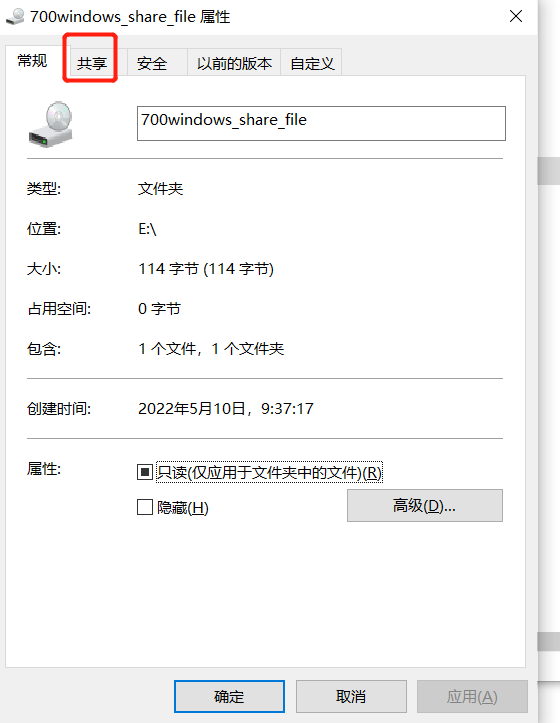 700windows_share_file 属性
常规 共享 安全 以前的版本 自定义
700windows_share_file
类型: 文件夹
位置: E:\
大小: 114 字节 (114 字节)
占用空间: 0 字节
包含: 1 个文件，1 个文件夹
创建时间: 2022年5月10日，9:37:17
属性: 只读(仅应用于文件夹中的文件)(R)
隐藏(H) 高级(D)...
确定 取消 应用(A)